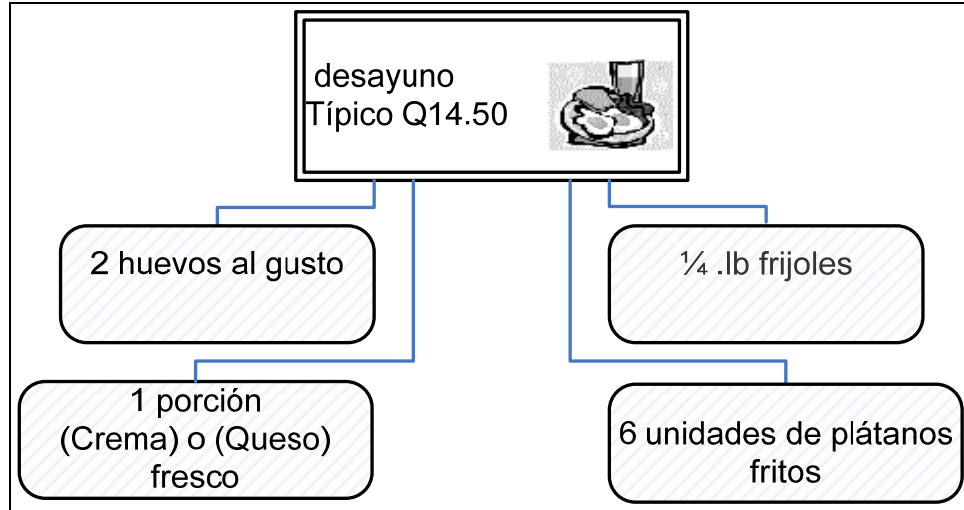 desayuno
Típico Q14.50
2 huevos al gusto
¼ .lb frijoles
1 porción
(Crema) o (Queso)
fresco
6 unidades de plátanos
fritos